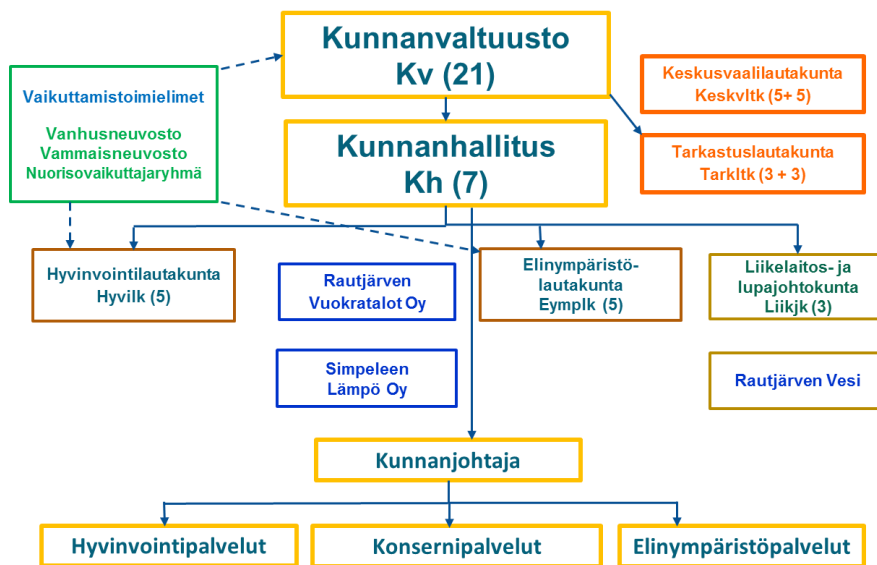 Kunnanvaltuusto
Kv (21)
Vaikuttamistoimielimet
Vanhusneuvosto
Vammaisneuvosto
Nuorisovaikuttajaryhmä
Keskusvaalilautakunta
Keskvltk (5+ 5)
Kunnanhallitus
Kh (7)
Tarkastuslautakunta
Tarkltk (3 + 3)
Hyvinvointilautakunta
Hyvilk (5)
Rautjärven
Vuokratalot Oy
Elinympäristö-
lautakunta
Eymplk (5)
Liikelaitos- ja
lupajohtokunta
Liikjk (3)
Simpeleen
Lämpö Oy
Rautjärven Vesi
Kunnanjohtaja
Hyvinvointipalvelut
Konsernipalvelut
Elinympäristöpalvelut